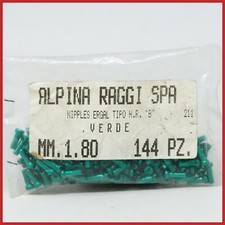 ALPINA RAGGI SPA
NIPPLES ERGAL TIPO H.R. "B" 211
.VERDE
MM.1.80 144 PZ.